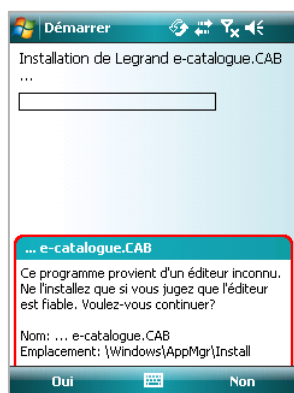 Démarrer
Installation de Legrand e-catalogue.CAB
...
... e-catalogue.CAB
Ce programme provient d'un éditeur inconnu.
Ne l'installez que si vous jugez que l'éditeur
est fiable. Voulez-vous continuer?
Nom: ... e-catalogue.CAB
Emplacement: \Windows\AppMgr\Install
Oui
Non